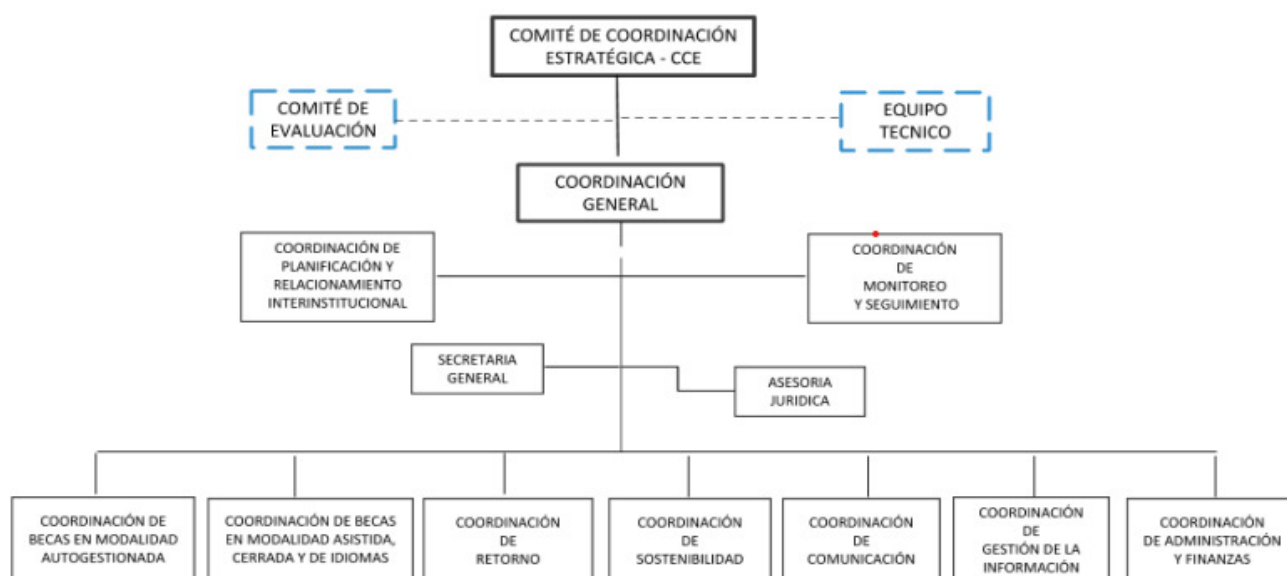 COMITÉ DE COORDINACIÓN
ESTRATÉGICA - CCE
COMITÉ DE
EVALUACIÓN
EQUIPO
TECNICO
COORDINACIÓN
GENERAL
COORDINACIÓN DE
PLANIFICACIÓN Y
RELACIONAMIENTO
INTERINSTITUCIONAL
COORDINACIÓN
DE
MONITOREO
Y SEGUIMIENTO
SECRETARIA
GENERAL
ASESORIA
JURIDICA
COORDINACIÓN DE
BECAS EN MODALIDAD
AUTOGESTIONADA
COORDINACIÓN DE BECAS
EN MODALIDAD ASISTIDA,
CERRADA Y DE IDIOMAS
COORDINACIÓN
DE
RETORNO
COORDINACIÓN
DE
SOSTENIBILIDAD
COORDINACIÓN
DE
COMUNICACIÓN
COORDINACIÓN
DE
GESTIÓN DE LA
INFORMACIÓN
COORDINACIÓN
DE ADMINISTRACIÓN
Y FINANZAS